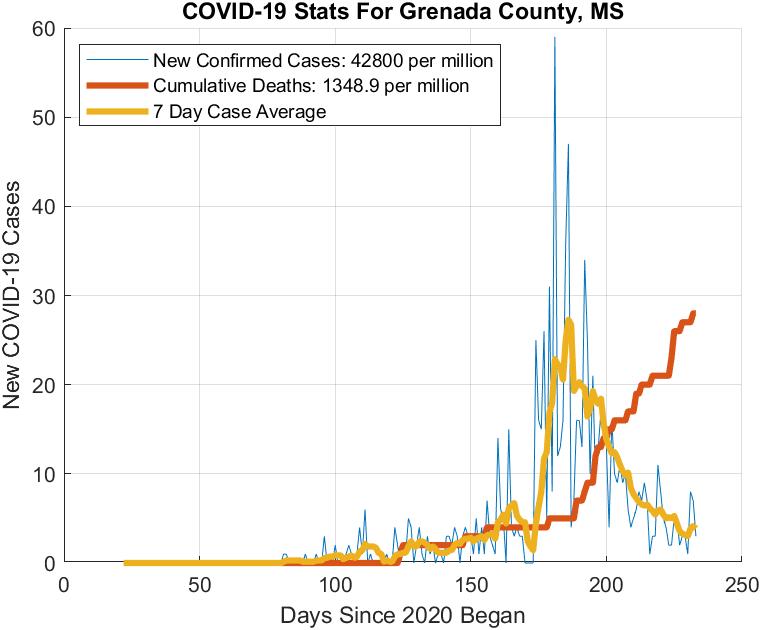 COVID-19 Stats For Grenada County, MS
New Confirmed Cases: 42800 per million
Cumulative Deaths: 1348.9 per million
7 Day Case Average
New COVID-19 Cases
60
50
40
30
20
10
0
0 50 100 150 200 250
Days Since 2020 Began